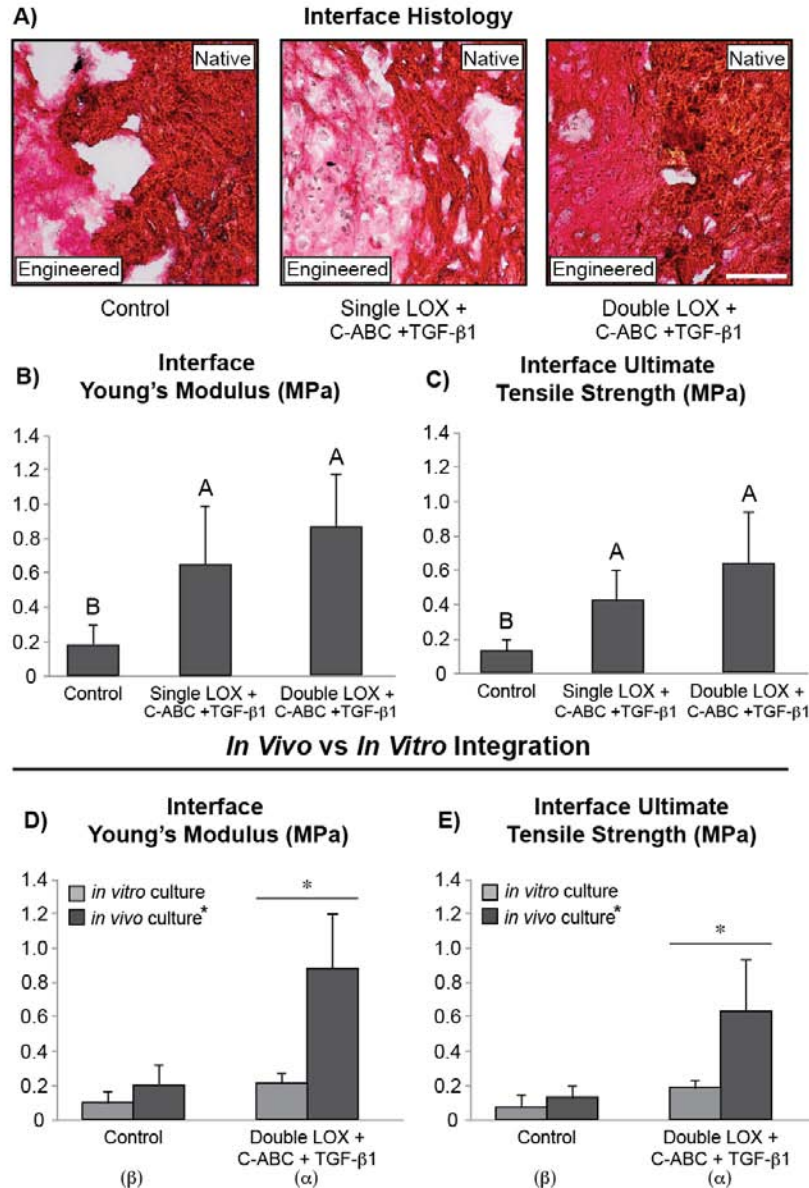 A)
Interface Histology
Native
Native
Native
Engineered
Engineered
Engineered
Control
Single LOX +
C-ABC +TGF-β1
Double LOX +
C-ABC +TGF-β1
B)
Interface
Young's Modulus (MPa)
1.4
1.2
1.0
0.8
0.6
0.4
0.2
0
B
A
A
Control
Single LOX +
C-ABC +TGF-β1
Double LOX +
C-ABC +TGF-β1
C)
Interface Ultimate
Tensile Strength (MPa)
1.4
1.2
1.0
0.8
0.6
0.4
0.2
0
B
A
A
Control
Single LOX +
C-ABC +TGF-β1
Double LOX +
C-ABC +TGF-β1
In Vivo vs In Vitro Integration
D)
Interface
Young's Modulus (MPa)
1.4
1.2
1.0
0.8
0.6
0.4
0.2
0
in vitro culture
in vivo culture*
*
Control
Double LOX +
C-ABC + TGF-β1
(β)
(α)
E)
Interface Ultimate
Tensile Strength (MPa)
1.4
1.2
1.0
0.8
0.6
0.4
0.2
0
in vitro culture
in vivo culture*
*
Control
Double LOX +
C-ABC + TGF-β1
(β)
(α)